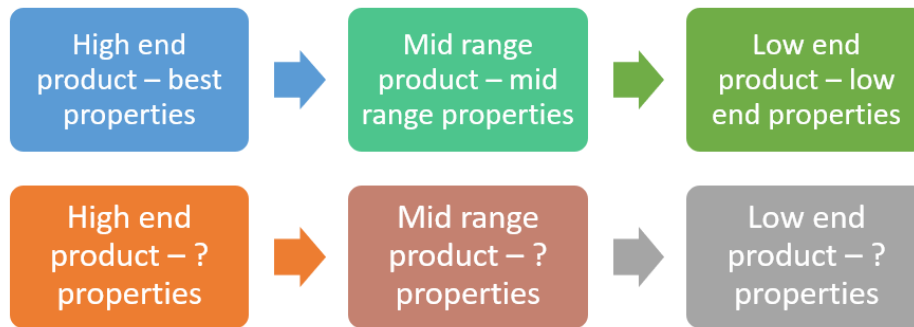 High end
product – best
properties
Mid range
product – mid
range properties
Low end
product – low
end properties
High end
product – ?
properties
Mid range
product – ?
properties
Low end
product – ?
properties